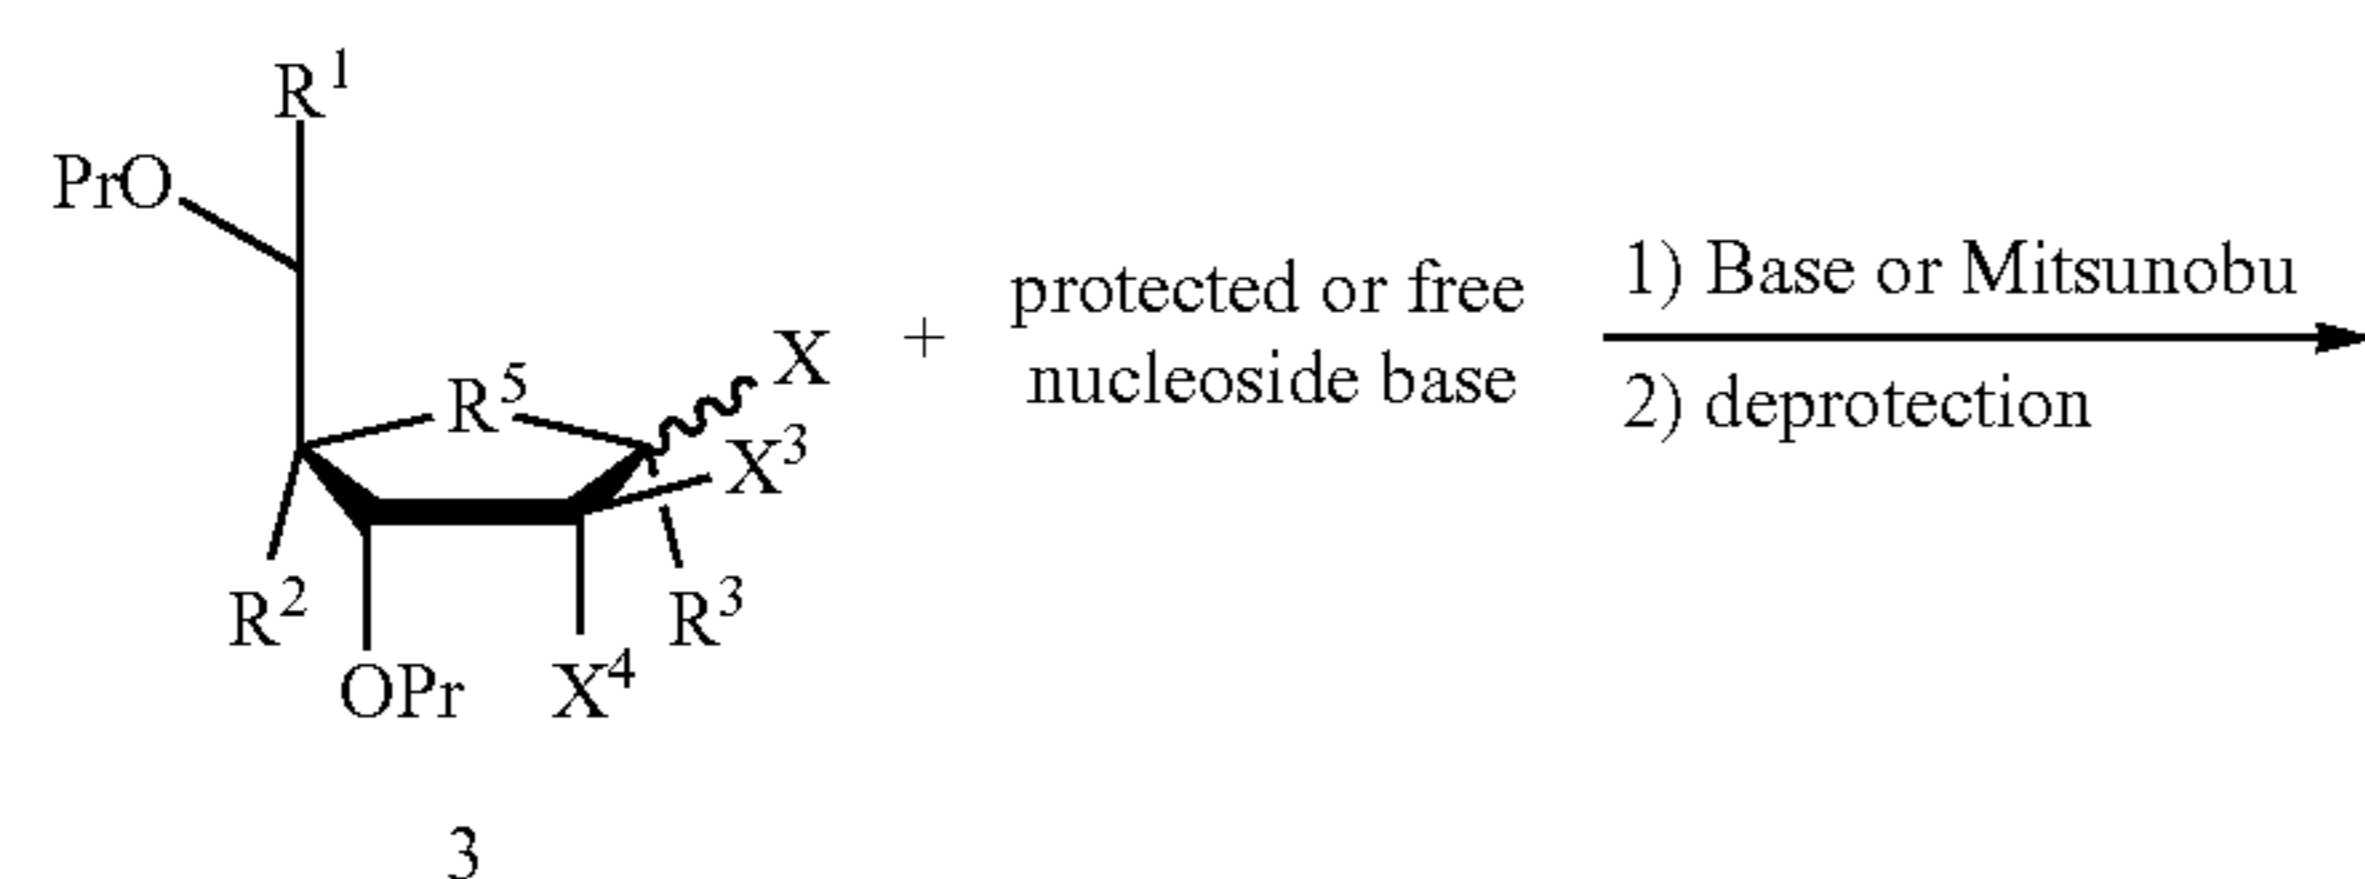 R¹
PrO
R⁵
X
X³
R²
R³
OPr
X⁴
3
+
protected or free
nucleoside base
1) Base or Mitsunobu
2) deprotection